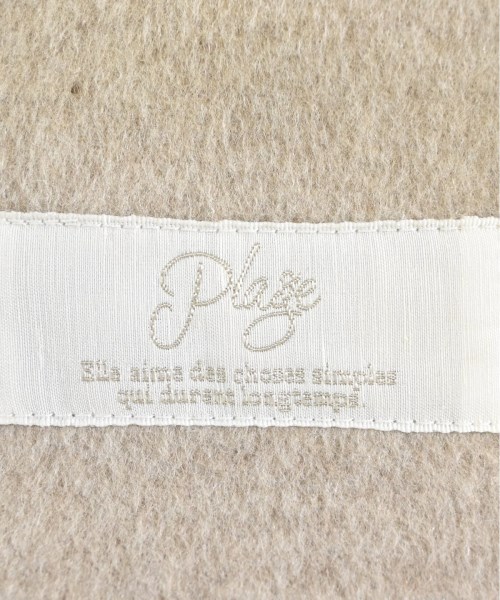 Plage
Elle aime des choses simples
qui durent longtemps.